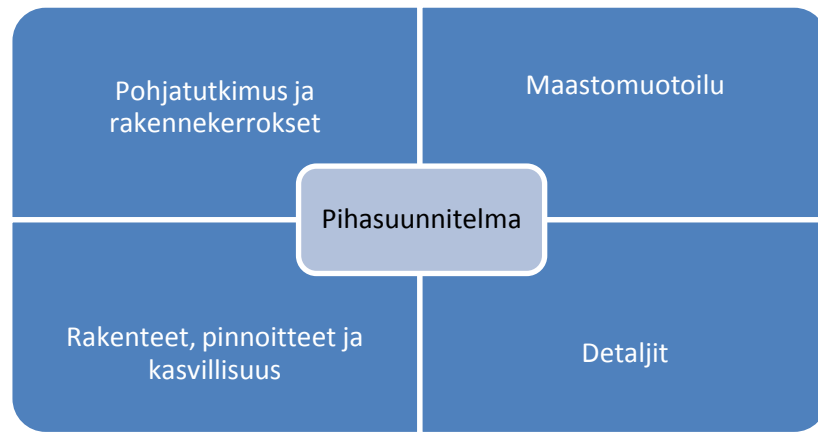 Pohjatutkimus ja
rakennekerrokset
Maastomuotoilu
Pihasuunnitelma
Rakenteet, pinnoitteet ja
kasvillisuus
Detaljit